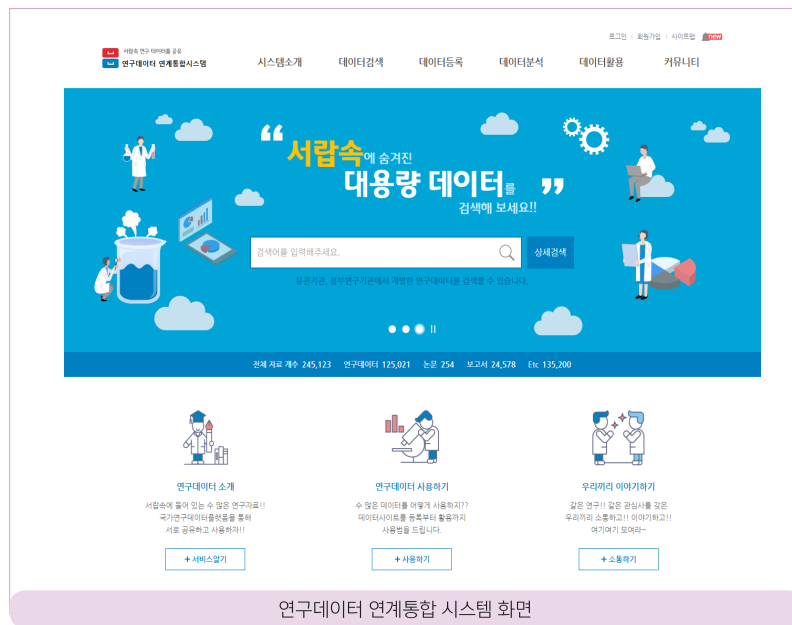 로그인 | 회원가입 | 사이트맵 new
서랍속 연구 데이터를 공유
연구데이터 연계통합시스템
시스템소개 데이터검색 데이터등록 데이터분석 데이터활용 커뮤니티
“ 서랍속에 숨겨진
대용량 데이터를 ”
검색해 보세요!!
검색어를 입력해주세요. 상세검색
유관기관, 정부연구기관에서 개방한 연구데이터를 검색할 수 있습니다.
전체 자료 개수 245,123 연구데이터 125,021 논문 254 보고서 24,578 Etc 135,200
연구데이터 소개
서랍속에 들어 있는 수 많은 연구자료!!
국가연구데이터플랫폼을 통해
서로 공유하고 사용하자!!
+ 서비스알기
연구데이터 사용하기
수 많은 데이터를 어떻게 사용하지??
데이터사이트를 등록부터 활용까지
사용법을 드립니다.
+ 사용하기
우리끼리 이야기하기
같은 연구!! 같은 관심사를 갖은
우리끼리 소통하고!! 이야기하고!!
여기여기 모여라~
+ 소통하기
연구데이터 연계통합 시스템 화면